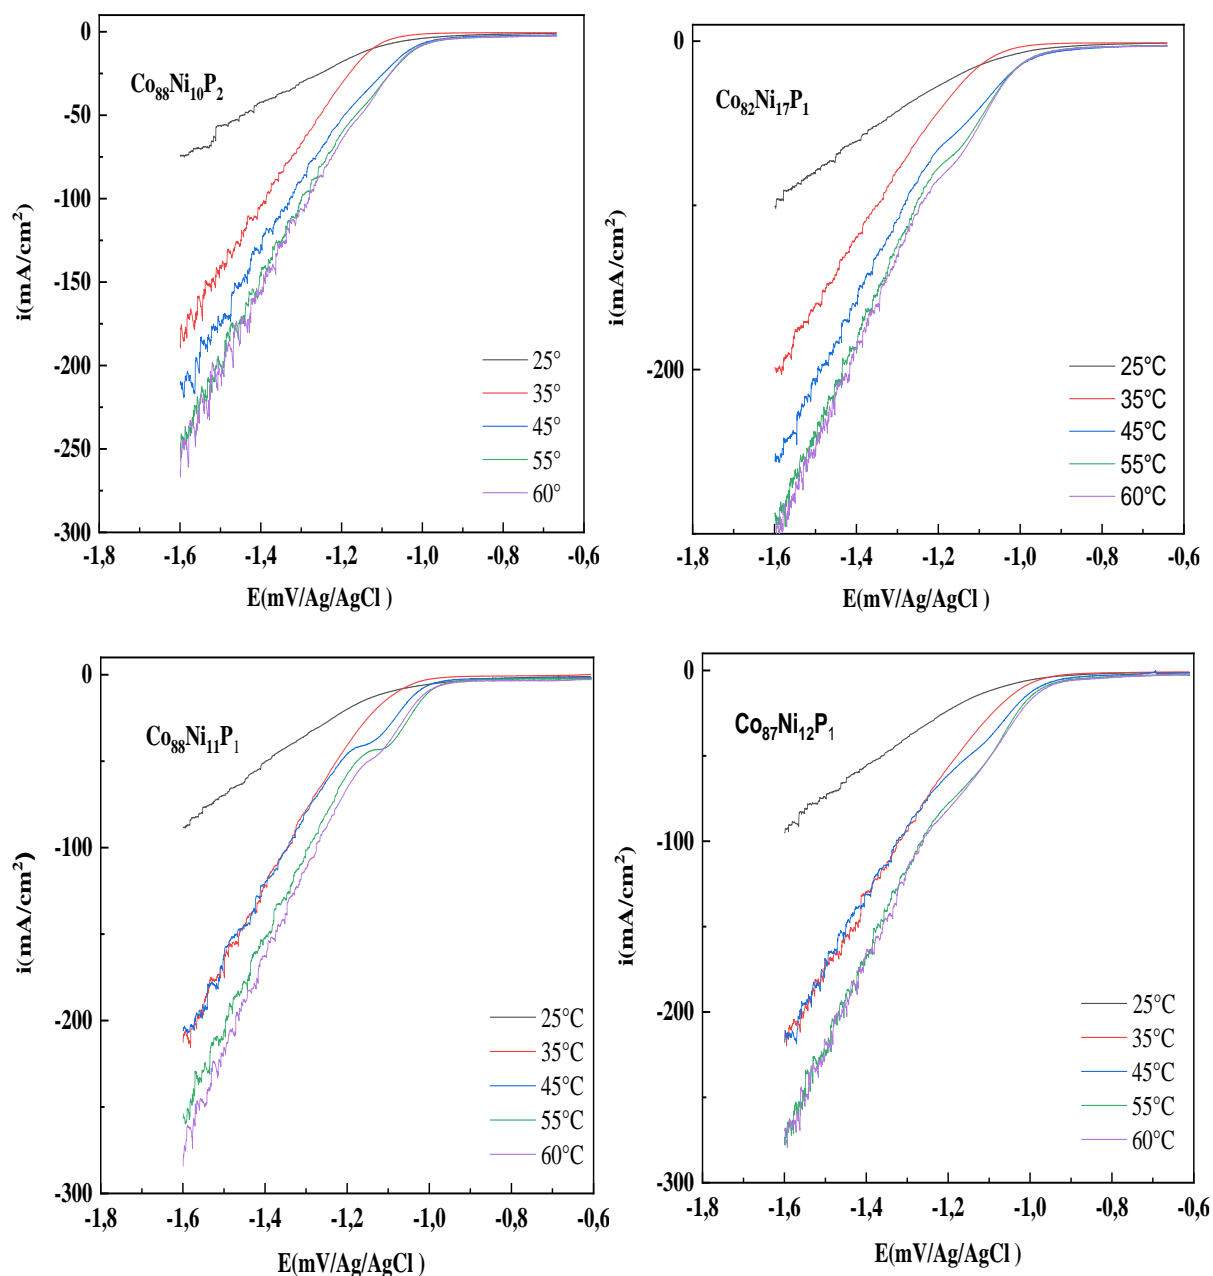 0
-50
-100
-150
-200
-250
-300
i(mA/cm²)
Co₈₈Ni₁₀P₂
25°
35°
45°
55°
60°
-1,8 -1,6 -1,4 -1,2 -1,0 -0,8 -0,6
E(mV/Ag/AgCl )
0
-200
i(mA/cm²)
Co₈₂Ni₁₇P₁
25°C
35°C
45°C
55°C
60°C
-1,8 -1,6 -1,4 -1,2 -1,0 -0,8 -0,6
E(mV/Ag/AgCl )
0
-100
-200
-300
i(mA/cm²)
Co₈₈Ni₁₁P₁
25°C
35°C
45°C
55°C
60°C
-1,8 -1,6 -1,4 -1,2 -1,0 -0,8 -0,6
E(mV/Ag/AgCl )
0
-100
-200
-300
i(mA/cm²)
Co₈₇Ni₁₂P₁
25°C
35°C
45°C
55°C
60°C
-1,8 -1,6 -1,4 -1,2 -1,0 -0,8 -0,6
E(mV/Ag/AgCl )